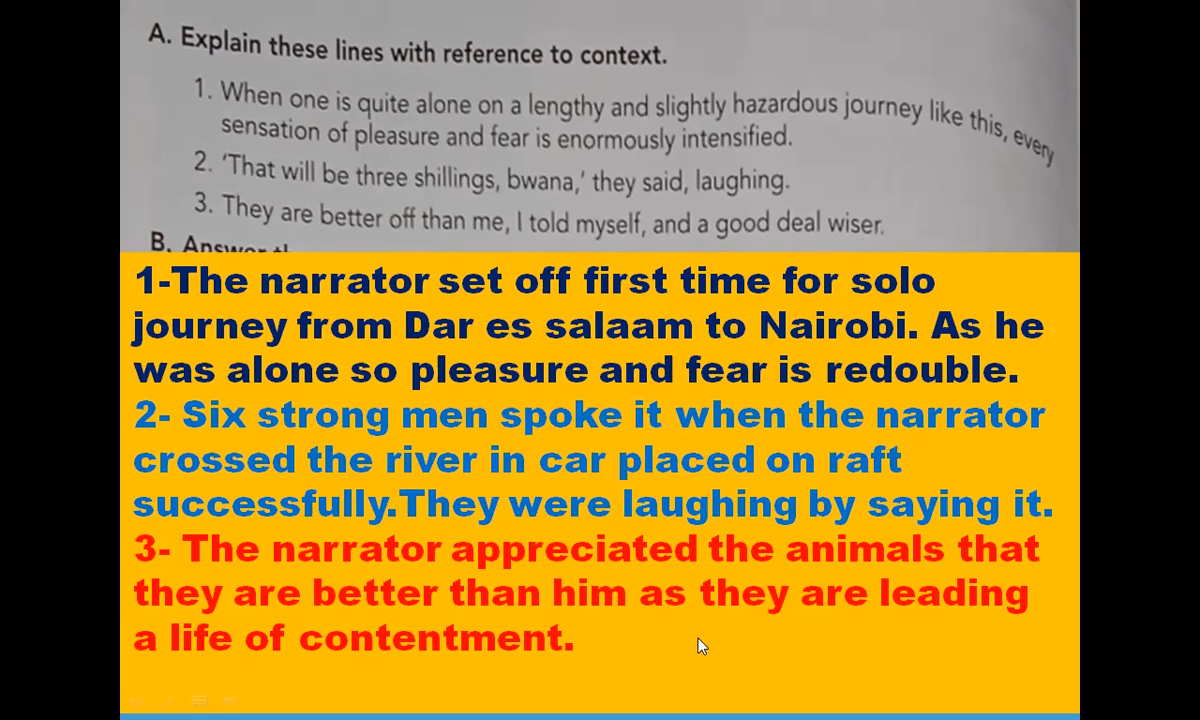 A. Explain these lines with reference to context.
1. When one is quite alone on a lengthy and slightly hazardous journey like this, every
sensation of pleasure and fear is enormously intensified.
2. 'That will be three shillings, bwana,' they said, laughing.
3. They are better off than me, I told myself, and a good deal wiser.
B. Answer
1-The narrator set off first time for solo
journey from Dar es salaam to Nairobi. As he
was alone so pleasure and fear is redouble.
2- Six strong men spoke it when the narrator
crossed the river in car placed on raft
successfully.They were laughing by saying it.
3- The narrator appreciated the animals that
they are better than him as they are leading
a life of contentment.